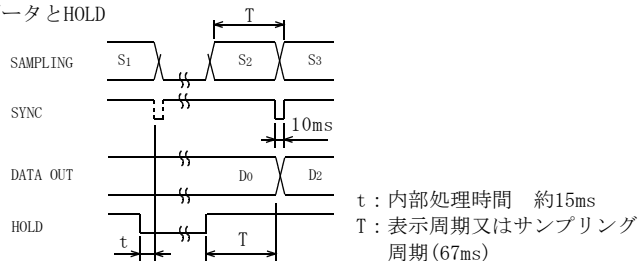 ータとHOLD
T
SAMPLING S1 S2 S3
SYNC
10ms
DATA OUT D0 D2
HOLD
t T
t：内部処理時間　約15ms
T：表示周期又はサンプリング
周期(67ms)